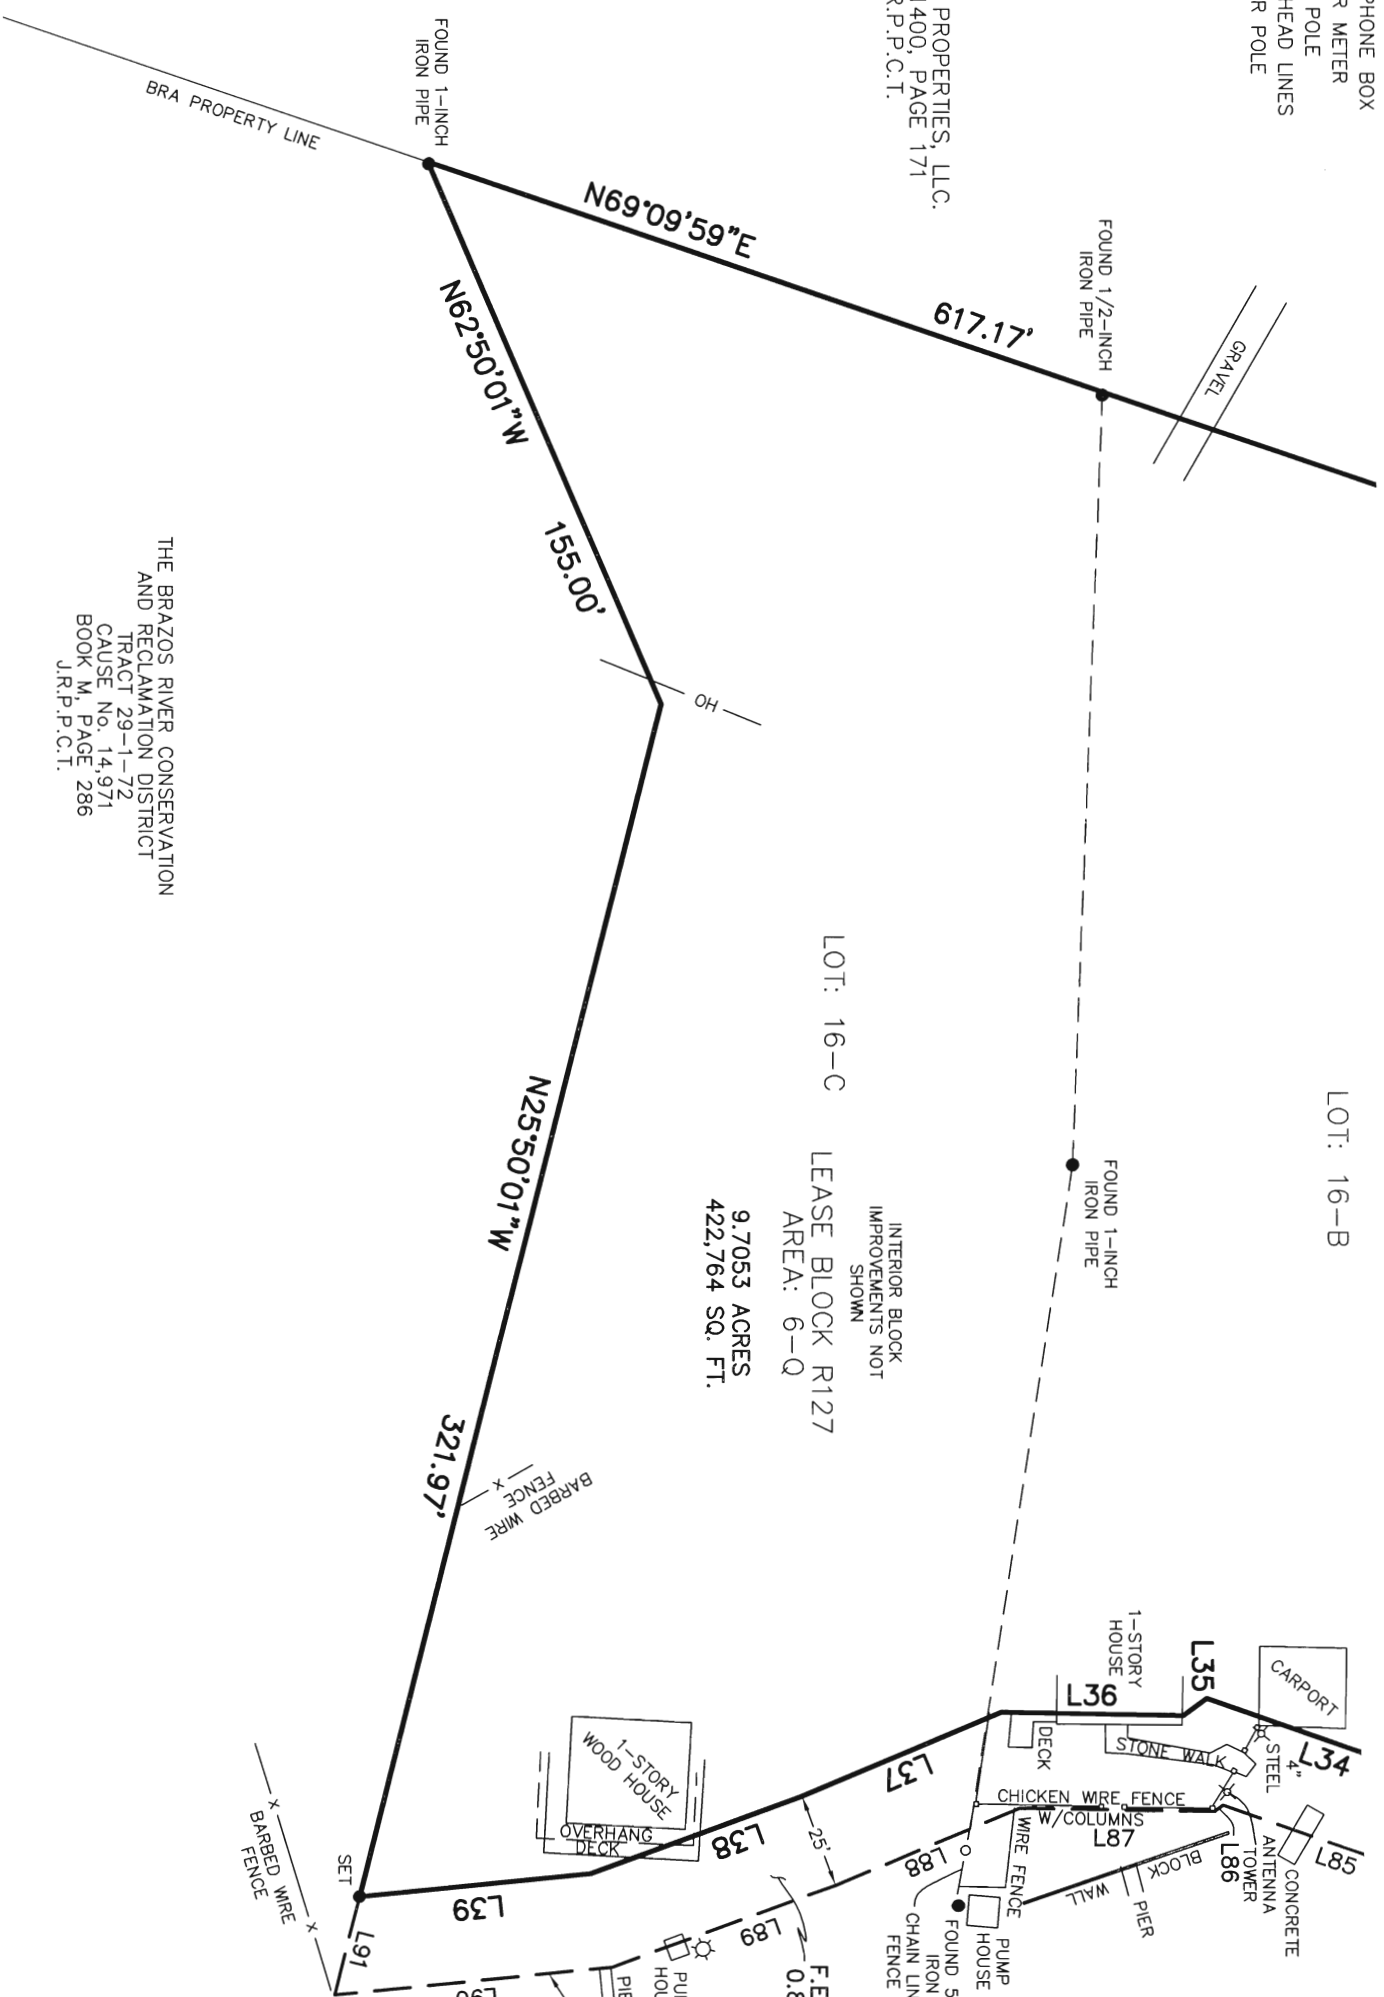 PHONE BOX
R METER
POLE
HEAD LINES
R POLE
PROPERTIES, LLC.
1400, PAGE 171
R.P.P.C.T.
FOUND 1-INCH
IRON PIPE
BRA PROPERTY LINE
N69°09'59"E
617.17'
FOUND 1/2-INCH
IRON PIPE
GRAVEL
N62°50'01"W
155.00'
OH
THE BRAZOS RIVER CONSERVATION
AND RECLAMATION DISTRICT
TRACT 29-1-72
CAUSE No. 14,971
BOOK M, PAGE 286
J.R.P.P.C.T.
LOT: 16-B
FOUND 1-INCH
IRON PIPE
LOT: 16-C
LEASE BLOCK R127
AREA: 6-Q
INTERIOR BLOCK
IMPROVEMENTS NOT
SHOWN
9.7053 ACRES
422,764 SQ. FT.
N25°50'01"W
321.97'
BARBED WIRE
FENCE
X
1-STORY
HOUSE
L35
L36
CARPORT
L34
4"
STEEL
STONE WALK
DECK
L37
CHICKEN WIRE FENCE
W/COLUMNS
L87
L86
ANTENNA
TOWER
CONCRETE
L85
BLOCK
WALL
PIER
WIRE FENCE
L88
25'
1-STORY
WOOD HOUSE
OVERHANG
DECK
L38
L39
L89
SET
L91
X
BARBED WIRE
FENCE
X
PUMP
HOUSE
FOUND 5
IRON
CHAIN LIN
FENCE
F.E
0.8
PU
HOU
PIE
L90